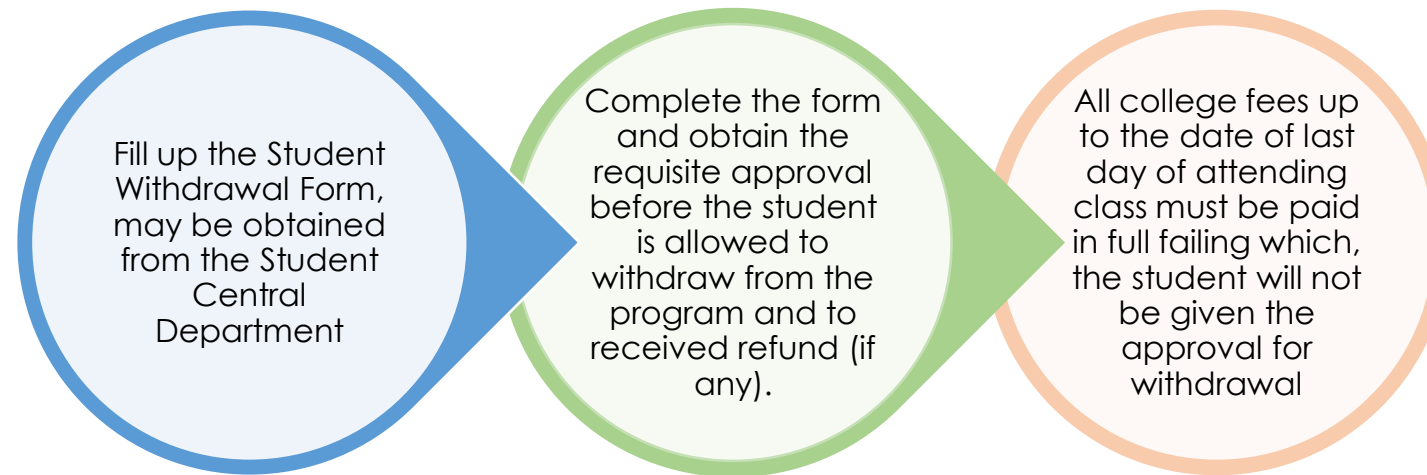 Fill up the Student
Withdrawal Form,
may be obtained
from the Student
Central
Department
Complete the form
and obtain the
requisite approval
before the student
is allowed to
withdraw from the
program and to
received refund (if
any).
All college fees up
to the date of last
day of attending
class must be paid
in full failing which,
the student will not
be given the
approval for
withdrawal